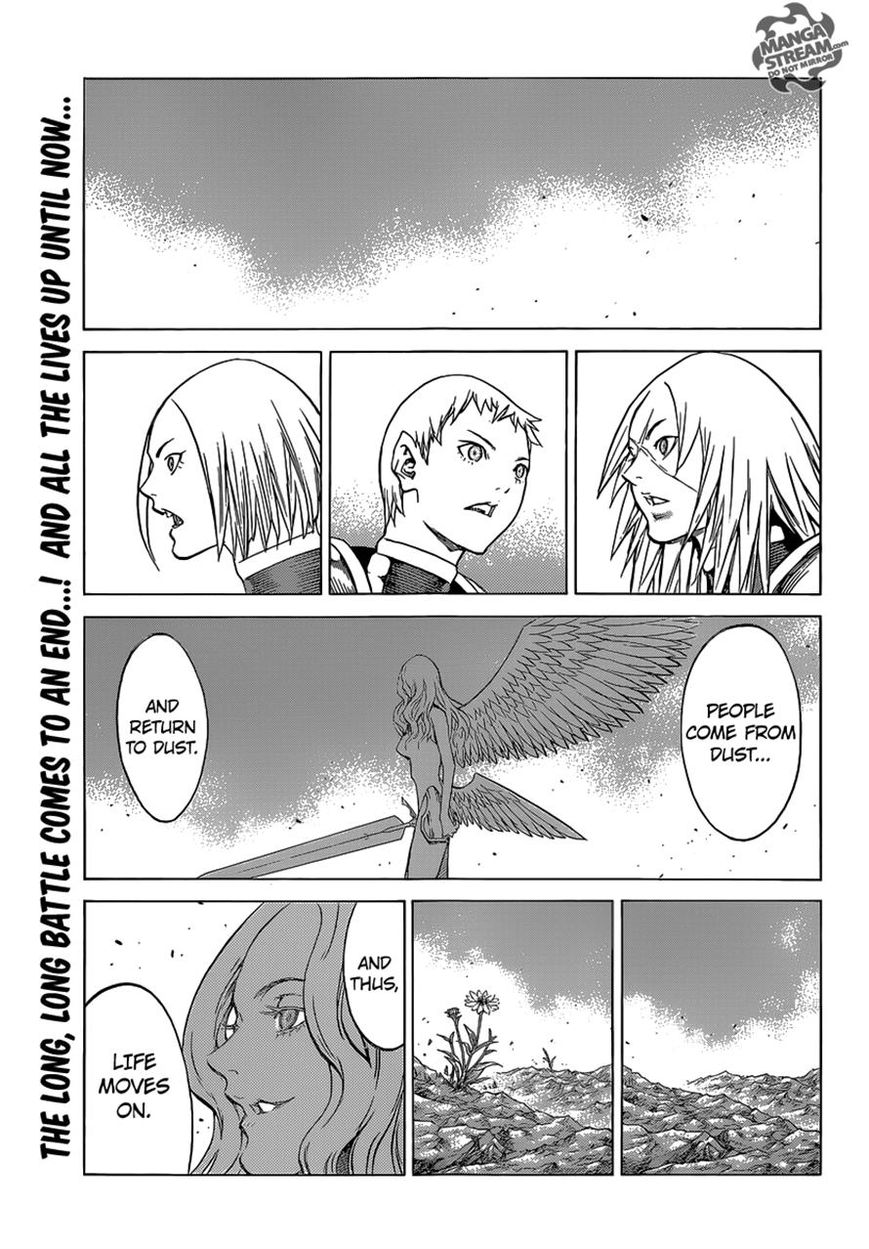 MANGA
STREAM.com
DO NOT MIRROR
THE LONG, LONG BATTLE COMES TO AN END...! AND ALL THE LIVES UP UNTIL NOW...
PEOPLE
COME FROM
DUST...
AND
RETURN
TO DUST.
AND
THUS,
LIFE
MOVES
ON.